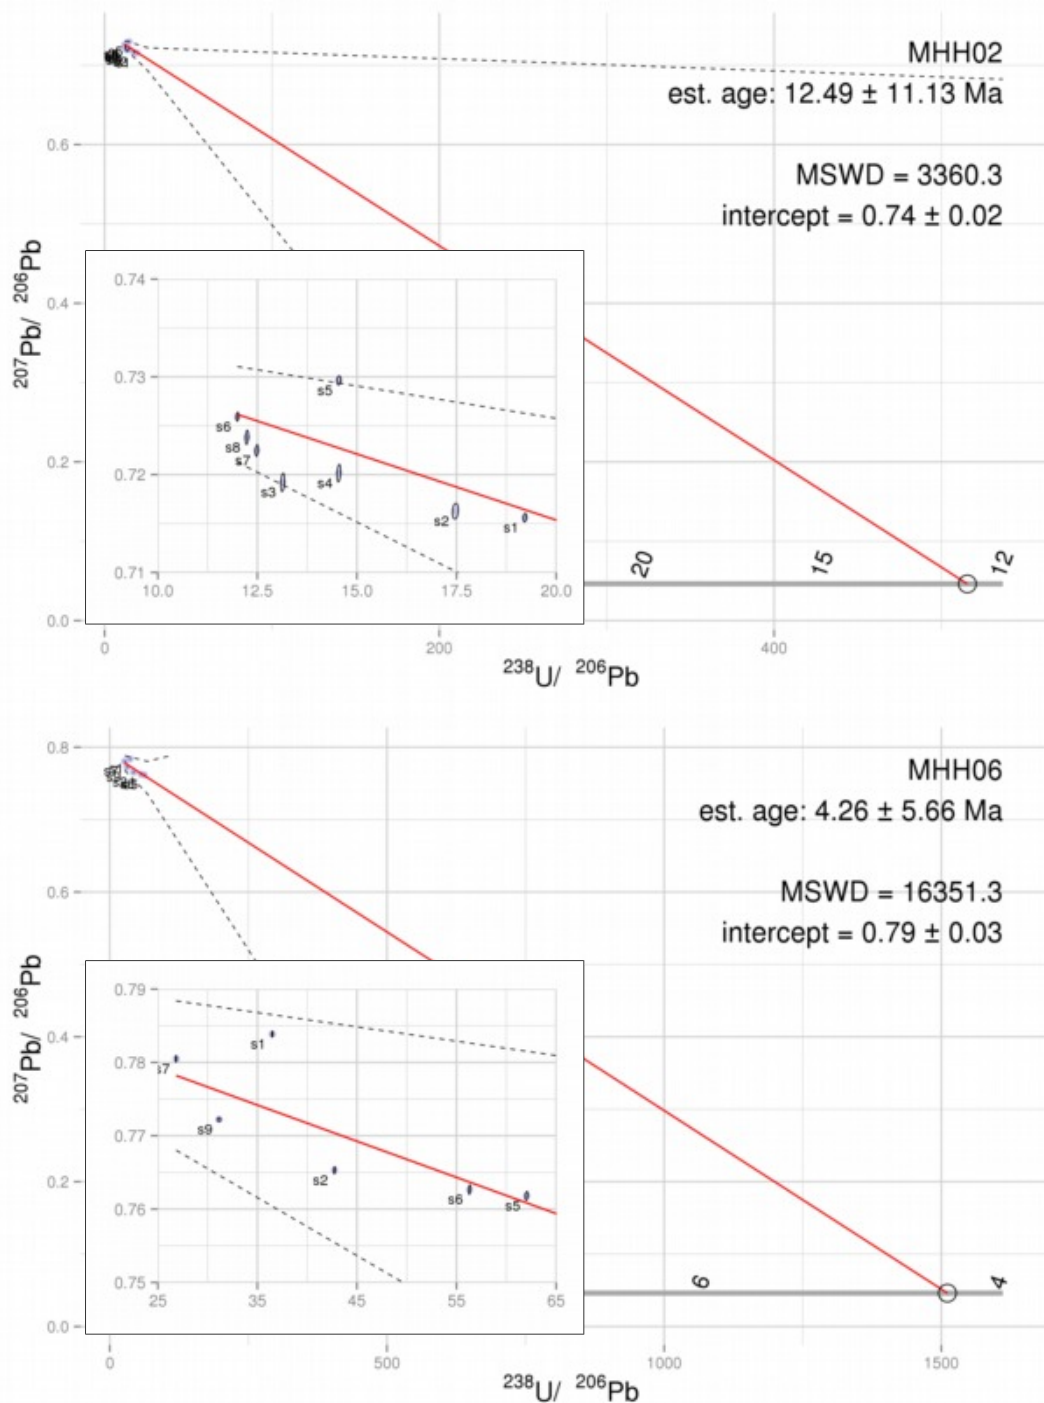 MHH02
est. age: 12.49 ± 11.13 Ma
MSWD = 3360.3
intercept = 0.74 ± 0.02
0.6
0.4
0.2
0.0
207Pb/ 206Pb
0.74
0.73
0.72
0.71
s5
s6
s8
s7
s3
s4
s2
s1
10.0 12.5 15.0 17.5 20.0
20 15 12
0 200 400
238U/ 206Pb
MHH06
est. age: 4.26 ± 5.66 Ma
MSWD = 16351.3
intercept = 0.79 ± 0.03
0.8
0.6
0.4
0.2
0.0
207Pb/ 206Pb
0.79
0.78
0.77
0.76
0.75
s1
s7
s9
s2
s6
s5
25 35 45 55 65
6 4
0 500 1000 1500
238U/ 206Pb